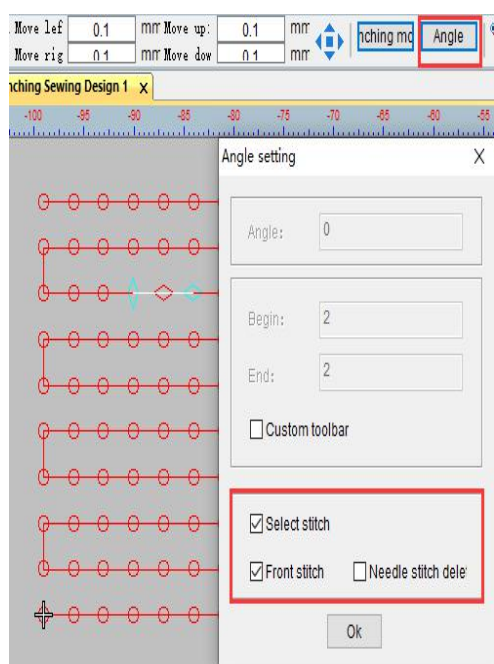 Move lef 0.1 mm Move up: 0.1 mm nching mo Angle
Move rig 0.1 mm Move dow 0.1 mm
nching Sewing Design 1 x
-100 -95 -90 -85 -80 -75 -70 -65 -60 -55
Angle setting X
Angle: 0
Begin: 2
End: 2
Custom toolbar
Select stitch
Front stitch Needle stitch dele
Ok